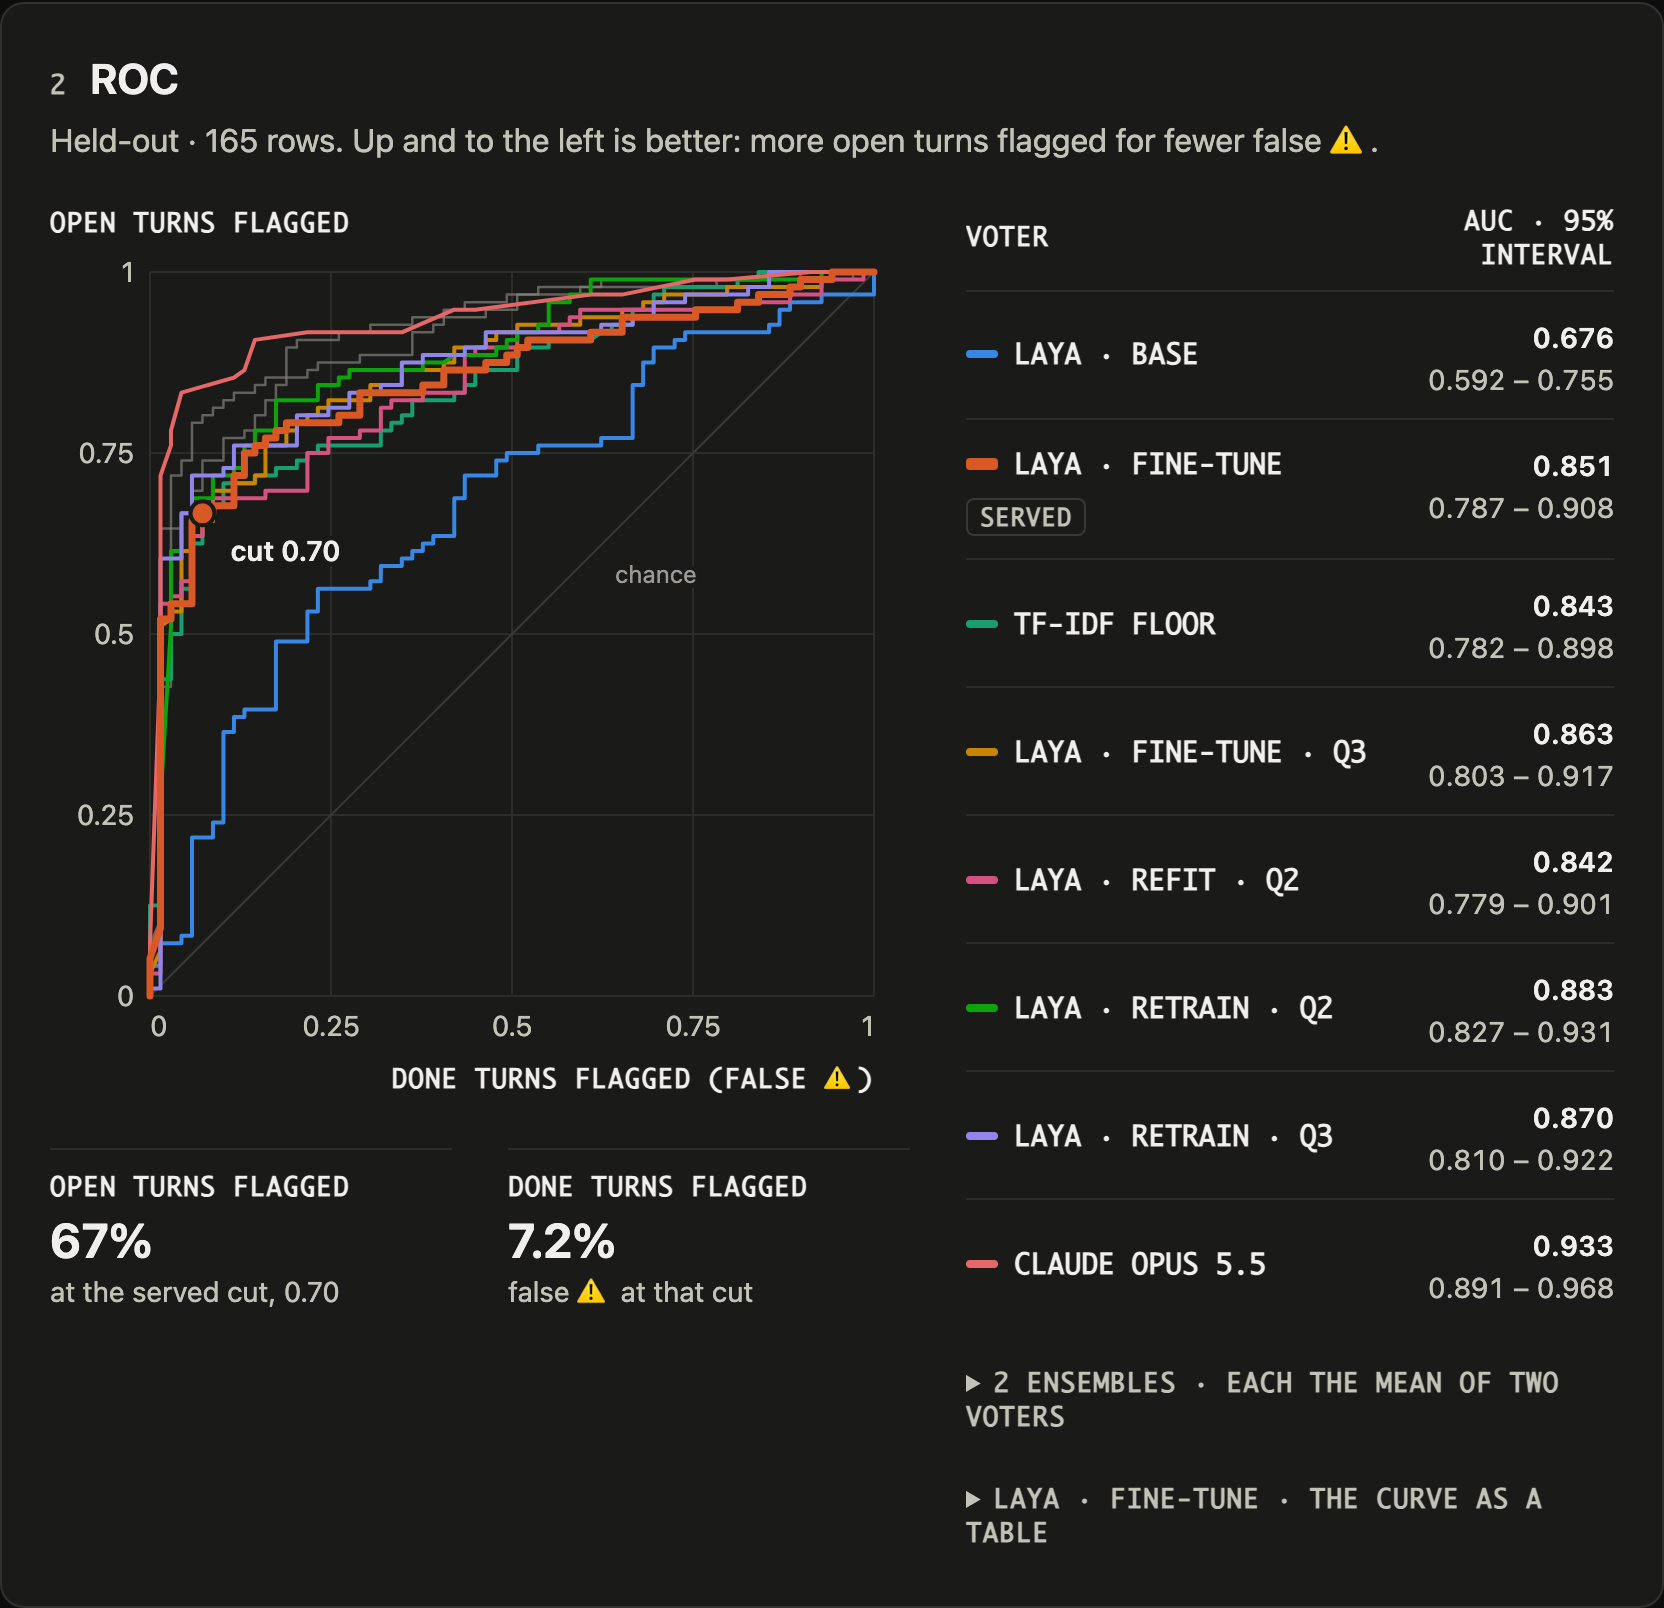 2 ROC
Held-out · 165 rows. Up and to the left is better: more open turns flagged for fewer false ⚠️ .
OPEN TURNS FLAGGED
1
0.75
0.5
0.25
0
cut 0.70
chance
0
0.25
0.5
0.75
1
DONE TURNS FLAGGED (FALSE ⚠️ )
OPEN TURNS FLAGGED
67%
at the served cut, 0.70
DONE TURNS FLAGGED
7.2%
false ⚠️ at that cut
VOTER
AUC · 95%
INTERVAL
LAYA · BASE
0.676
0.592 – 0.755
LAYA · FINE-TUNE
SERVED
0.851
0.787 – 0.908
TF-IDF FLOOR
0.843
0.782 – 0.898
LAYA · FINE-TUNE · Q3
0.863
0.803 – 0.917
LAYA · REFIT · Q2
0.842
0.779 – 0.901
LAYA · RETRAIN · Q2
0.883
0.827 – 0.931
LAYA · RETRAIN · Q3
0.870
0.810 – 0.922
CLAUDE OPUS 5.5
0.933
0.891 – 0.968
▶ 2 ENSEMBLES · EACH THE MEAN OF TWO
VOTERS
▶ LAYA · FINE-TUNE · THE CURVE AS A
TABLE